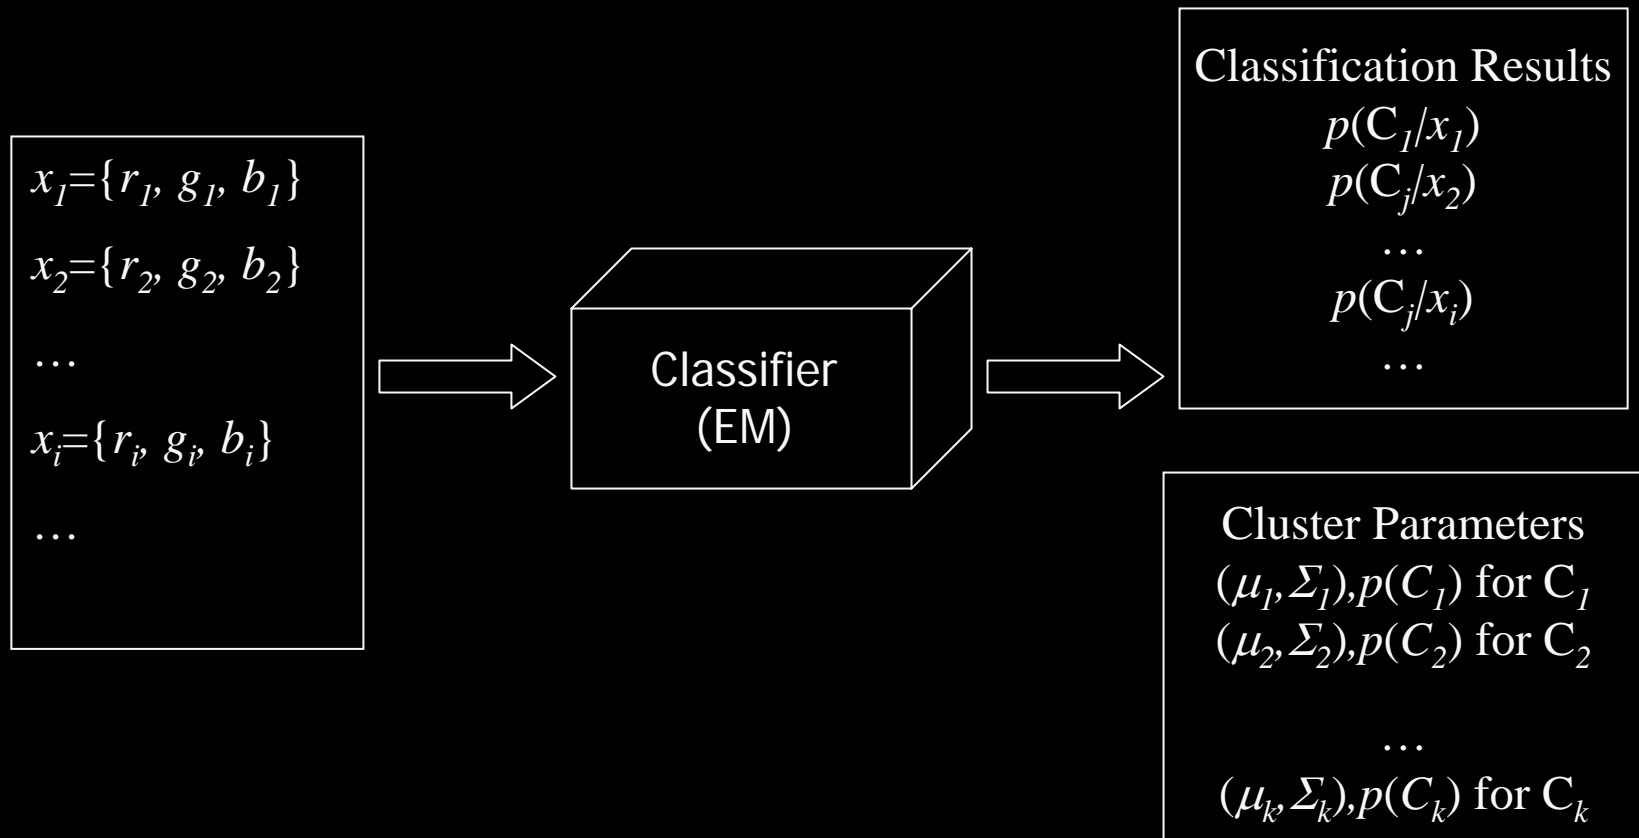 x₁={r₁, g₁, b₁}
x₂={r₂, g₂, b₂}
…
xᵢ={rᵢ, gᵢ, bᵢ}
…
Classifier
(EM)
Classification Results
p(C₁/x₁)
p(Cⱼ/x₂)
…
p(Cⱼ/xᵢ)
…
Cluster Parameters
(μ₁,Σ₁),p(C₁) for C₁
(μ₂,Σ₂),p(C₂) for C₂
…
(μₖ,Σₖ),p(Cₖ) for Cₖ